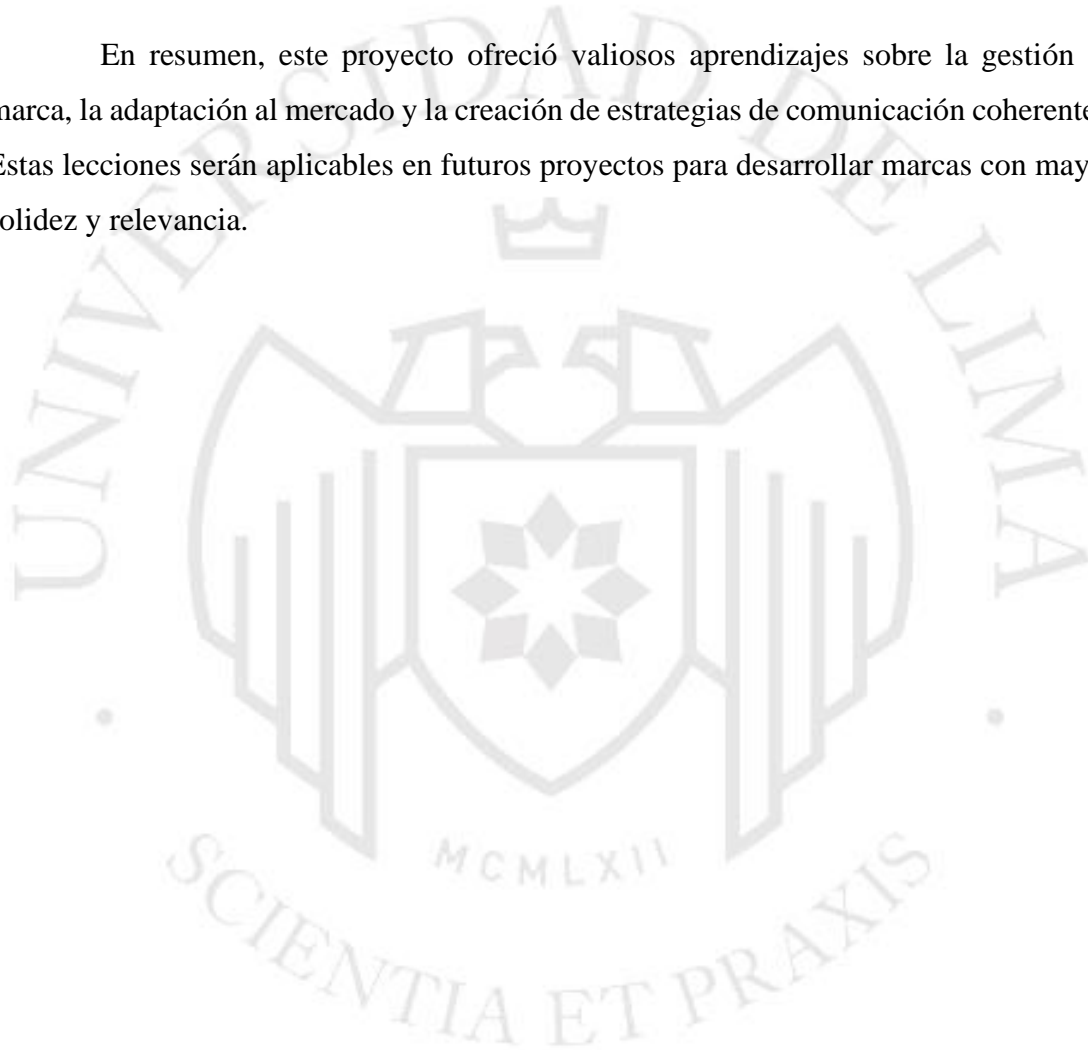 En resumen, este proyecto ofreció valiosos aprendizajes sobre la gestión
marca, la adaptación al mercado y la creación de estrategias de comunicación coherente
Estas lecciones serán aplicables en futuros proyectos para desarrollar marcas con may
olidez y relevancia.
UNIVERSIDAD DE LIMA
MCMLXII
SCIENTIA ET PRAXIS